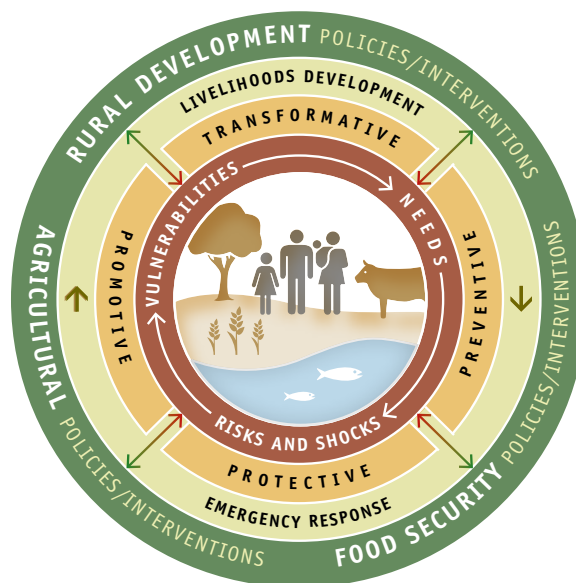 RURAL DEVELOPMENT POLICIES/INTERVENTIONS
LIVELIHOODS DEVELOPMENT
TRANSFORMATIVE
VULNERABILITIES
NEEDS
PROMOTIVE
PREVENTIVE
RISKS AND SHOCKS
PROTECTIVE
EMERGENCY RESPONSE
AGRICULTURAL POLICIES/INTERVENTIONS
FOOD SECURITY POLICIES/INTERVENTIONS